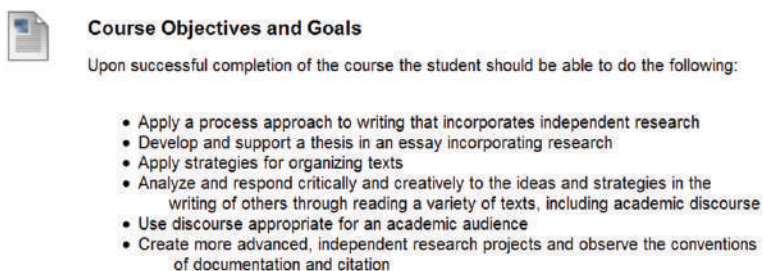 Course Objectives and Goals
Upon successful completion of the course the student should be able to do the following:
• Apply a process approach to writing that incorporates independent research
• Develop and support a thesis in an essay incorporating research
• Apply strategies for organizing texts
• Analyze and respond critically and creatively to the ideas and strategies in the
writing of others through reading a variety of texts, including academic discourse
• Use discourse appropriate for an academic audience
• Create more advanced, independent research projects and observe the conventions
of documentation and citation